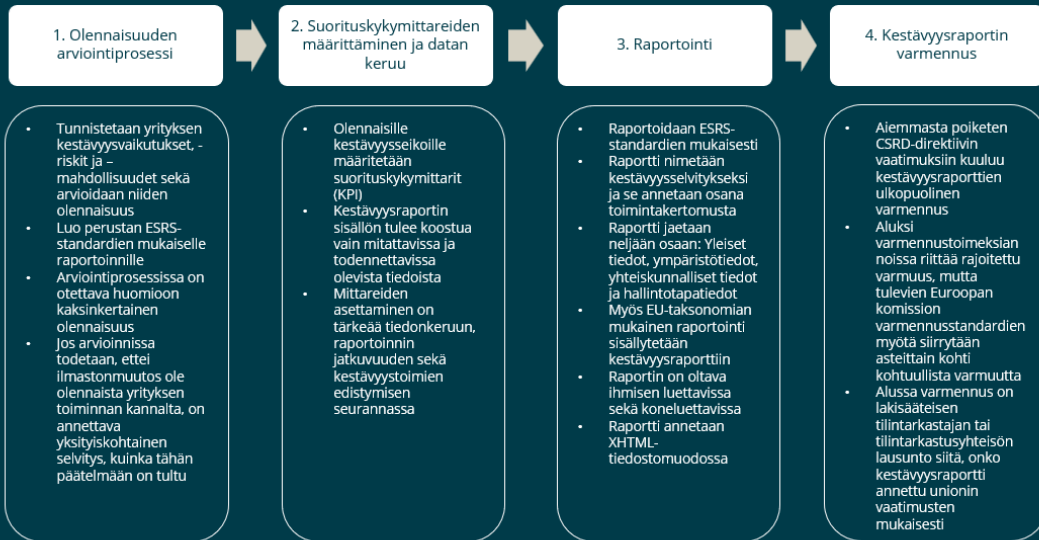 1. Olennaisuuden
arviointiprosessi
2. Suorituskykymittareiden
määrittäminen ja datan
keruu
3. Raportointi
4. Kestävyysraportin
varmennus
• Tunnistetaan yrityksen
kestävyysvaikutukset, -
riskit ja –
mahdollisuudet sekä
arvioidaan niiden
olennaisuus
• Luo perustan ESRS-
standardien mukaiselle
raportoinnille
• Arviointiprosessissa on
otettava huomioon
kaksinkertainen
olennaisuus
• Jos arvioinnissa
todetaan, ettei
ilmastonmuutos ole
olennaista yrityksen
toiminnan kannalta, on
annettava
yksityiskohtainen
selvitys, kuinka tähän
päätelmään on tultu
• Olennaisille
kestävyysseikoille
määritetään
suorituskykymittarit
(KPI)
• Kestävyysraportin
sisällön tulee koostua
vain mitattavissa ja
todennettavissa
olevista tiedoista
• Mittareiden
asettaminen on
tärkeää tiedonkeruun,
raportoinnin
jatkuvuuden sekä
kestävyystoimien
edistymisen
seurannassa
• Raportoidaan ESRS-
standardien mukaisesti
• Raportti nimetään
kestävyysselvitykseksi
ja se annetaan osana
toimintakertomusta
• Raportti jaetaan
neljään osaan: Yleiset
tiedot, ympäristötiedot,
yhteiskunnalliset tiedot
ja hallintotapatiedot
• Myös EU-taksonomian
mukainen raportointi
sisällytetään
kestävyysraporttiin
• Raportin on oltava
ihmisen luettavissa
sekä koneluettavissa
• Raportti annetaan
XHTML-
tiedostomuodossa
• Aiemmasta poiketen
CSRD-direktiivin
vaatimuksiin kuuluu
kestävyysraporttien
ulkopuolinen
varmennus
• Aluksi
varmennustoimeksian
noissa riittää rajoitettu
varmuus, mutta
tulevien Euroopan
komission
varmennusstandardien
myötä siirrytään
asteittain kohti
kohtuullista varmuutta
• Alussa varmennus on
lakisääteisen
tilintarkastajan tai
tilintarkastusyhteisön
lausunto siitä, onko
kestävyysraportti
annettu unionin
vaatimusten
mukaisesti